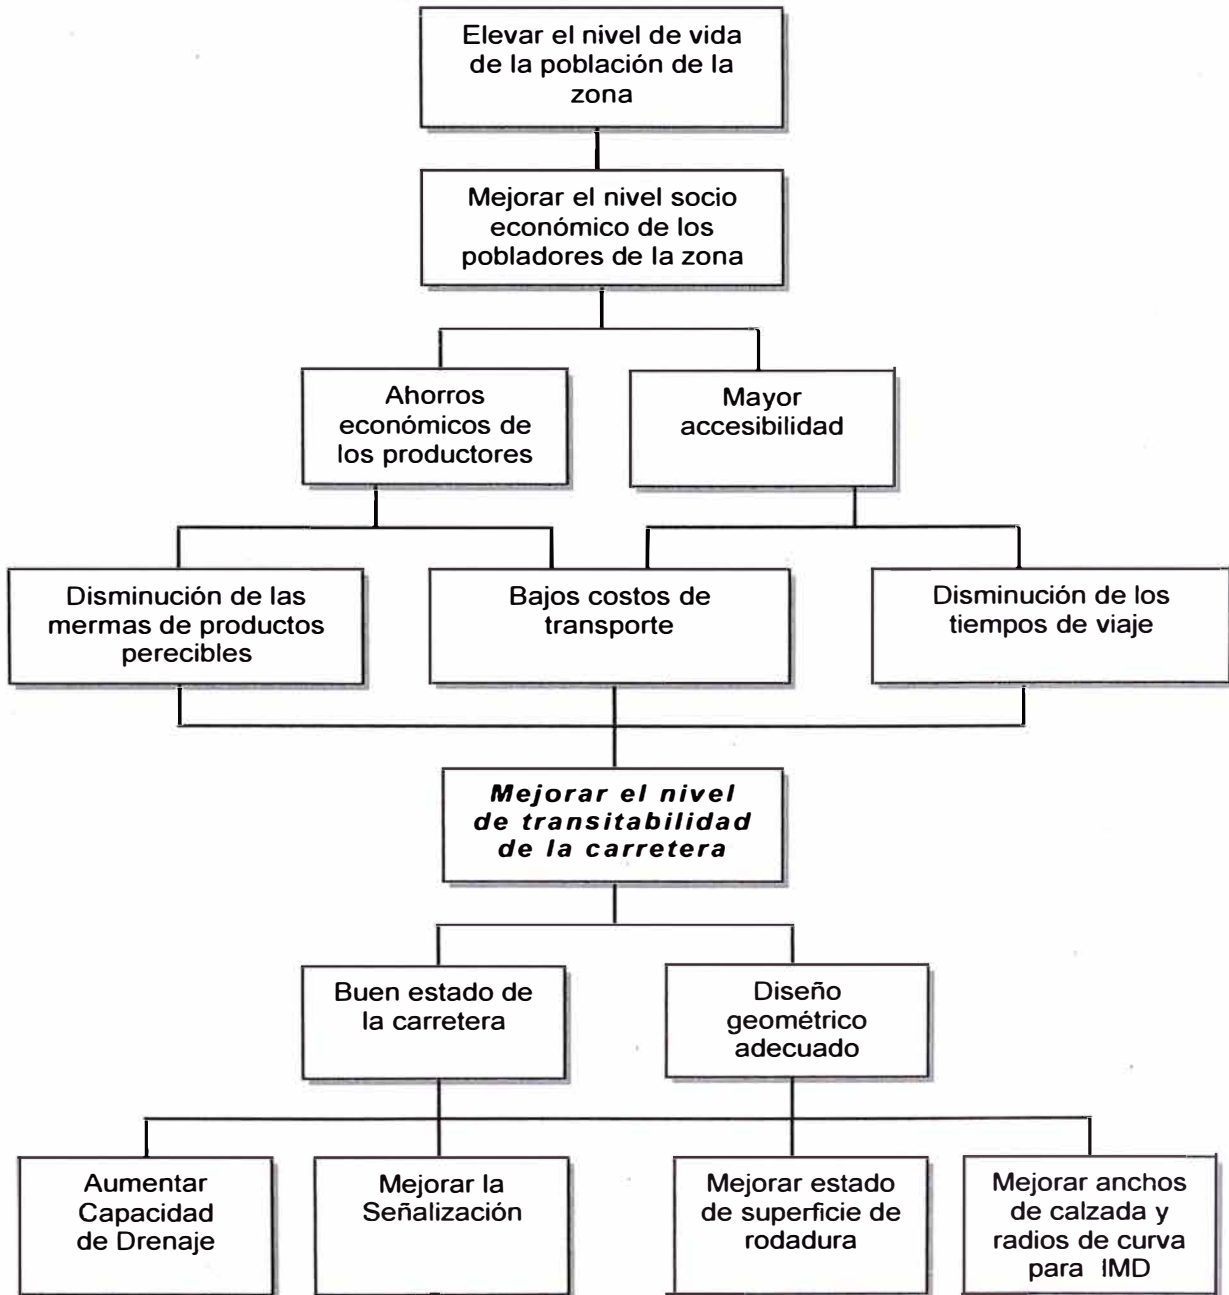 Elevar el nivel de vida
de la población de la
zona
Mejorar el nivel socio
económico de los
pobladores de la zona
Ahorros
económicos de
los productores
Mayor
accesibilidad
Disminución de las
mermas de productos
perecibles
Bajos costos de
transporte
Disminución de los
tiempos de viaje
Mejorar el nivel
de transitabilidad
de la carretera
Buen estado de
la carretera
Diseño
geométrico
adecuado
Aumentar
Capacidad
de Drenaje
Mejorar la
Señalización
Mejorar estado
de superficie de
rodadura
Mejorar anchos
de calzada y
radios de curva
para IMD